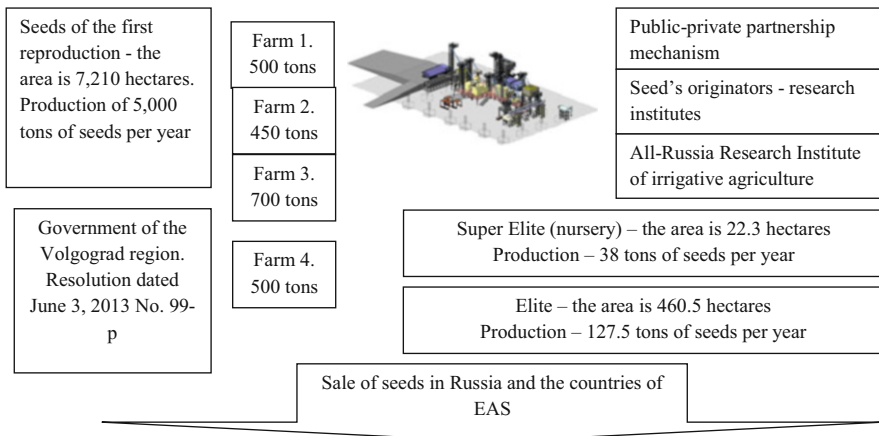 Seeds of the first
reproduction - the
area is 7,210 hectares.
Production of 5,000
tons of seeds per year
Government of the
Volgograd region.
Resolution dated
June 3, 2013 No. 99-
p
Farm 1.
500 tons
Farm 2.
450 tons
Farm 3.
700 tons
Farm 4.
500 tons
Public-private partnership
mechanism
Seed’s originators - research
institutes
All-Russia Research Institute
of irrigative agriculture
Super Elite (nursery) – the area is 22.3 hectares
Production – 38 tons of seeds per year
Elite – the area is 460.5 hectares
Production – 127.5 tons of seeds per year
Sale of seeds in Russia and the countries of
EAS